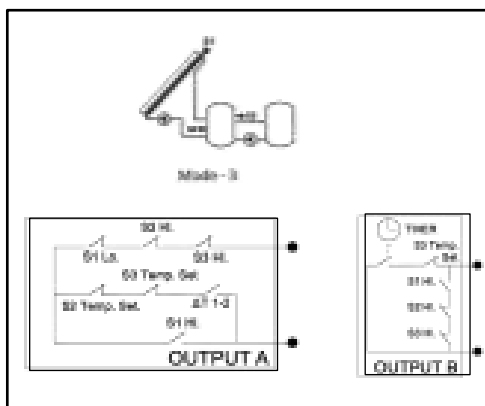 S1
Mode - 3
S2 Hi.
S1 Lo.
S3 Hi.
S3 Temp. Set
S2 Temp. Set.
ΔT 1-2
S1 Hi.
OUTPUT A
TIMER
S3 Temp.
Set.
S1 Hi.
S2 Hi.
S3 Hi.
OUTPUT B